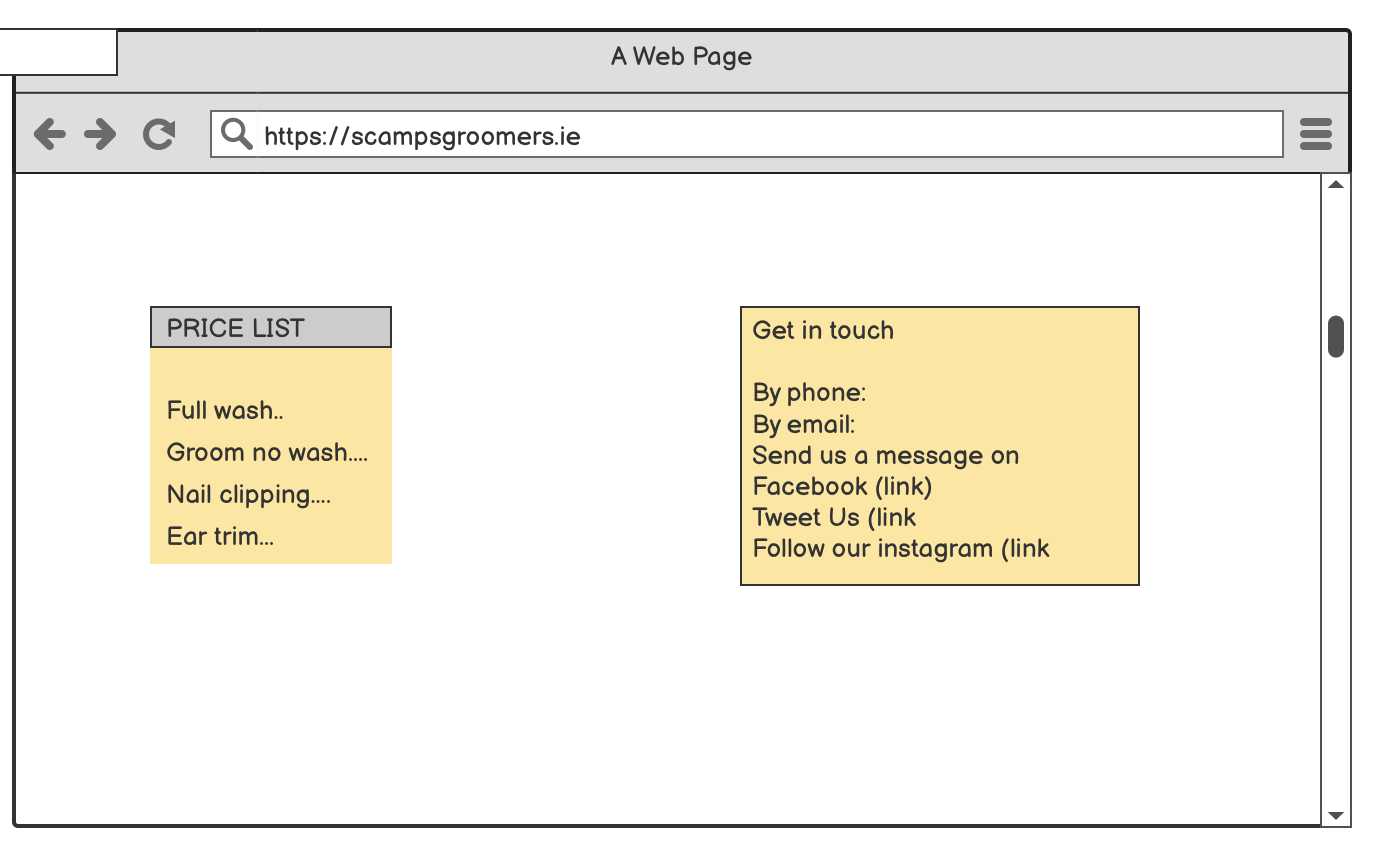 A Web Page
https://scampsgroomers.ie
PRICE LIST
Full wash..
Groom no wash....
Nail clipping....
Ear trim...
Get in touch
By phone:
By email:
Send us a message on
Facebook (link)
Tweet Us (link
Follow our instagram (link